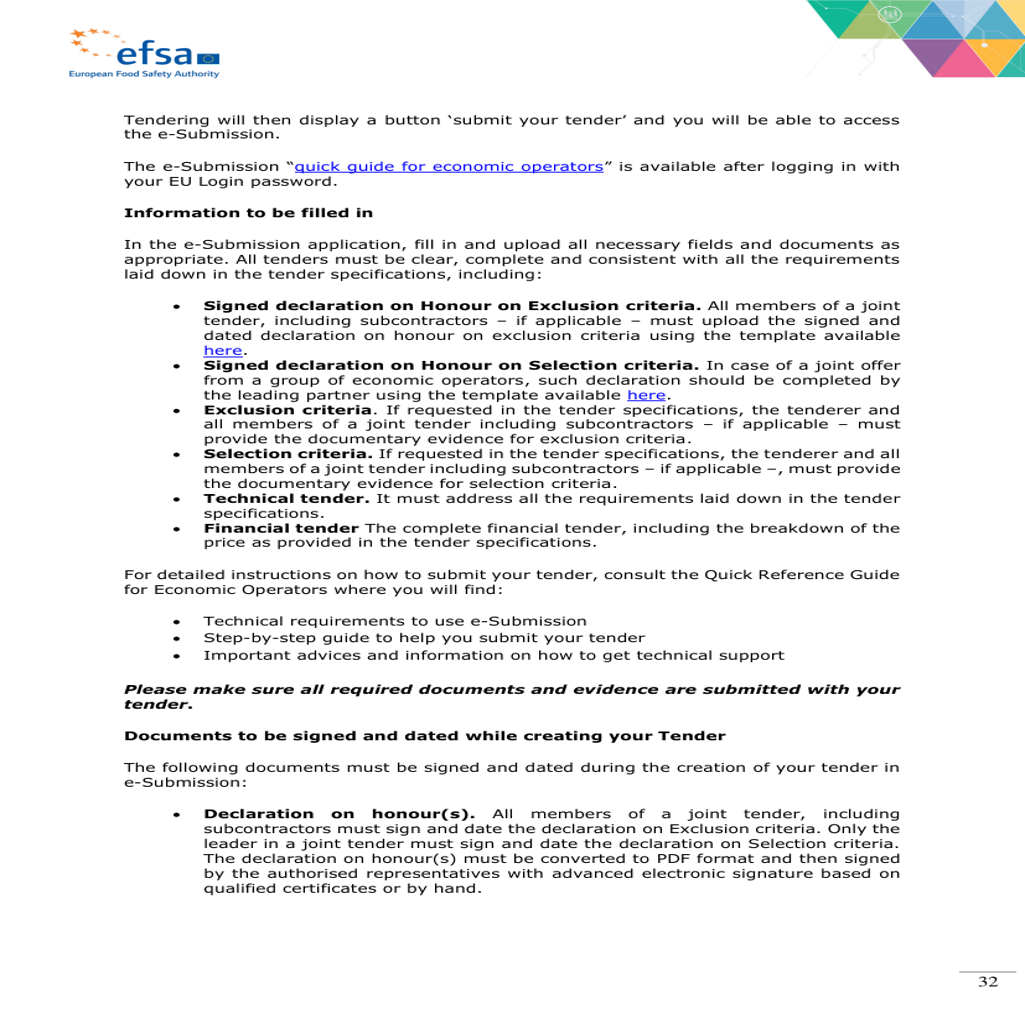 efsa
European Food Safety Authority
Tendering will then display a button ‘submit your tender’ and you will be able to access
the e-Submission.
The e-Submission “quick guide for economic operators” is available after logging in with
your EU Login password.
Information to be filled in
In the e-Submission application, fill in and upload all necessary fields and documents as
appropriate. All tenders must be clear, complete and consistent with all the requirements
laid down in the tender specifications, including:
• Signed declaration on Honour on Exclusion criteria. All members of a joint
tender, including subcontractors – if applicable – must upload the signed and
dated declaration on honour on exclusion criteria using the template available
here.
• Signed declaration on Honour on Selection criteria. In case of a joint offer
from a group of economic operators, such declaration should be completed by
the leading partner using the template available here.
• Exclusion criteria. If requested in the tender specifications, the tenderer and
all members of a joint tender including subcontractors – if applicable – must
provide the documentary evidence for exclusion criteria.
• Selection criteria. If requested in the tender specifications, the tenderer and all
members of a joint tender including subcontractors – if applicable –, must provide
the documentary evidence for selection criteria.
• Technical tender. It must address all the requirements laid down in the tender
specifications.
• Financial tender The complete financial tender, including the breakdown of the
price as provided in the tender specifications.
For detailed instructions on how to submit your tender, consult the Quick Reference Guide
for Economic Operators where you will find:
• Technical requirements to use e-Submission
• Step-by-step guide to help you submit your tender
• Important advices and information on how to get technical support
Please make sure all required documents and evidence are submitted with your
tender.
Documents to be signed and dated while creating your Tender
The following documents must be signed and dated during the creation of your tender in
e-Submission:
• Declaration on honour(s). All members of a joint tender, including
subcontractors must sign and date the declaration on Exclusion criteria. Only the
leader in a joint tender must sign and date the declaration on Selection criteria.
The declaration on honour(s) must be converted to PDF format and then signed
by the authorised representatives with advanced electronic signature based on
qualified certificates or by hand.
32